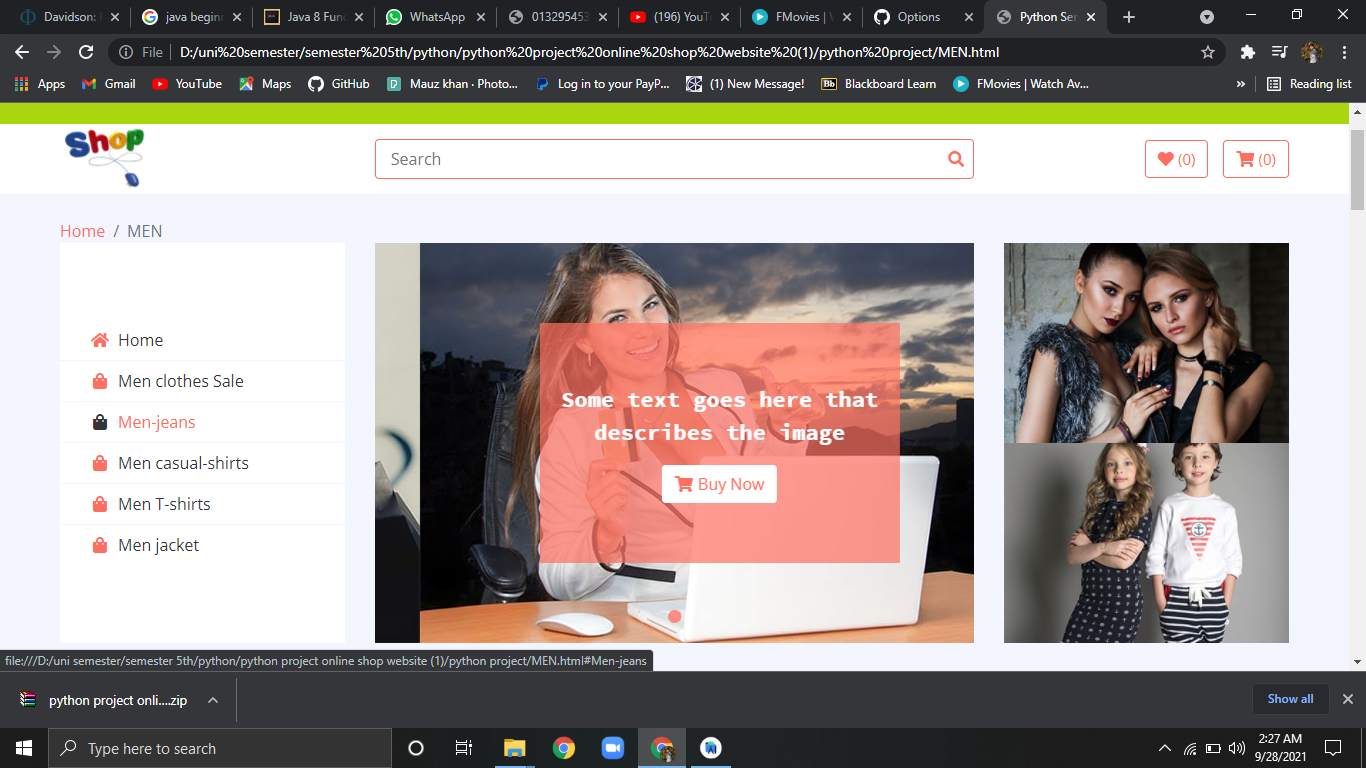 Davidson:
java beginn
Java 8 Func
WhatsApp
013295453
(196) YouTu
FMovies | W
Options
Python Ser
File
D:/uni%20semester/semester%205th/python/python%20project%20online%20shop%20website%20(1)/python%20project/MEN.html
Apps
Gmail
YouTube
Maps
GitHub
Mauz khan · Photo...
Log in to your PayP...
(1) New Message!
Bb
Blackboard Learn
FMovies | Watch Av...
»
Reading list
Shop
Search
(0)
(0)
Home / MEN
Home
Men clothes Sale
Men-jeans
Men casual-shirts
Men T-shirts
Men jacket
Some text goes here that
describes the image
Buy Now
file:///D:/uni semester/semester 5th/python/python project online shop website (1)/python project/MEN.html#Men-jeans
python project onli....zip
Show all
Type here to search
2:27 AM
9/28/2021